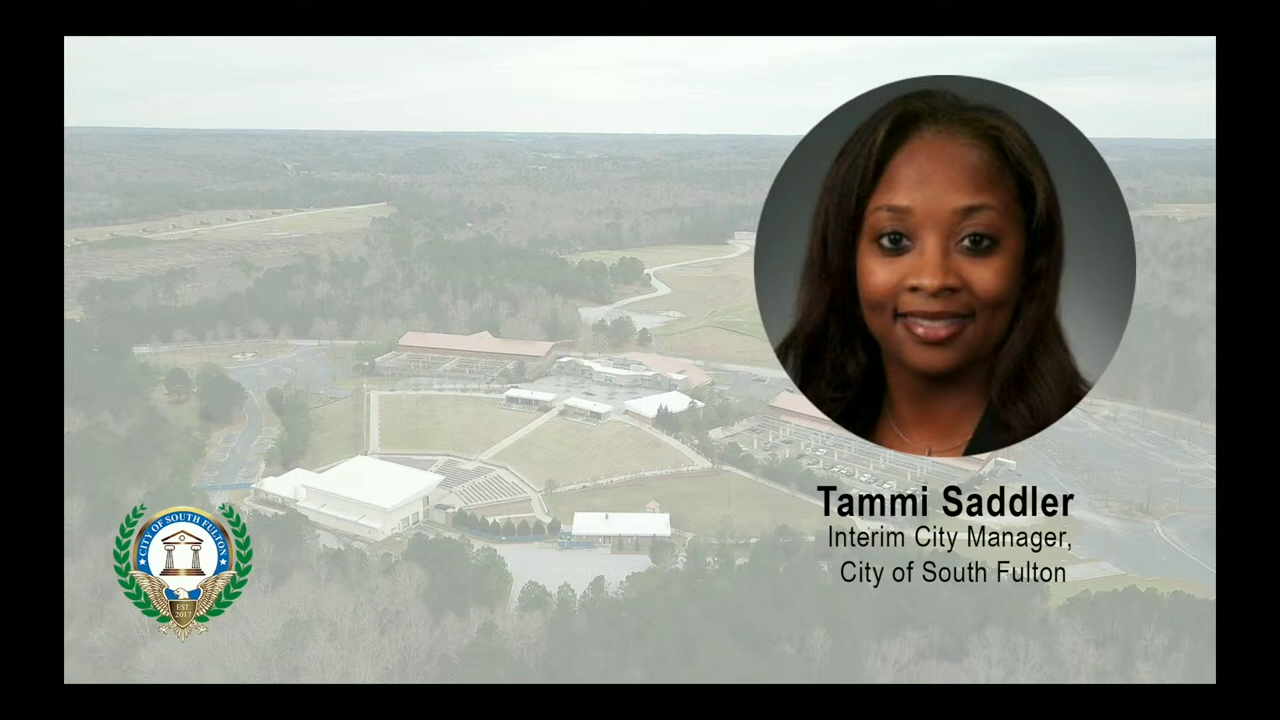 Tammi Saddler
Interim City Manager,
City of South Fulton
CITY OF SOUTH FULTON
EST.
2017